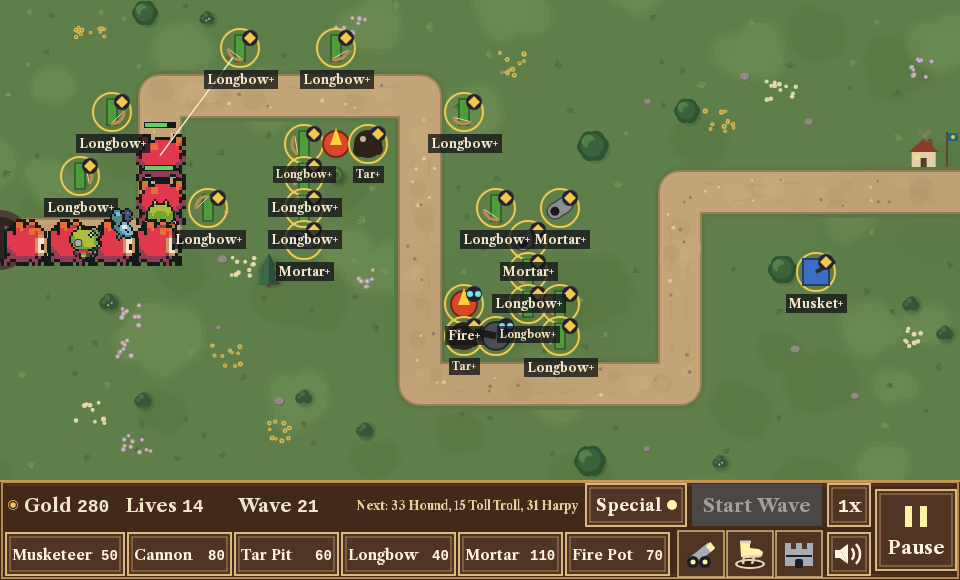 Longbow+ Longbow+
Longbow+ Longbow+
Longbow+ Tar+
Longbow+ Longbow+
Longbow+ Longbow+ Longbow+ Mortar+
Mortar+ Mortar+
Longbow+ Musket+
Fire+ Longbow+
Tar+ Longbow+
Gold 280 Lives 14 Wave 21 Next: 33 Hound, 15 Toll Troll, 31 Harpy Special Start Wave 1x
Pause
Musketeer 50 Cannon 80 Tar Pit 60 Longbow 40 Mortar 110 Fire Pot 70